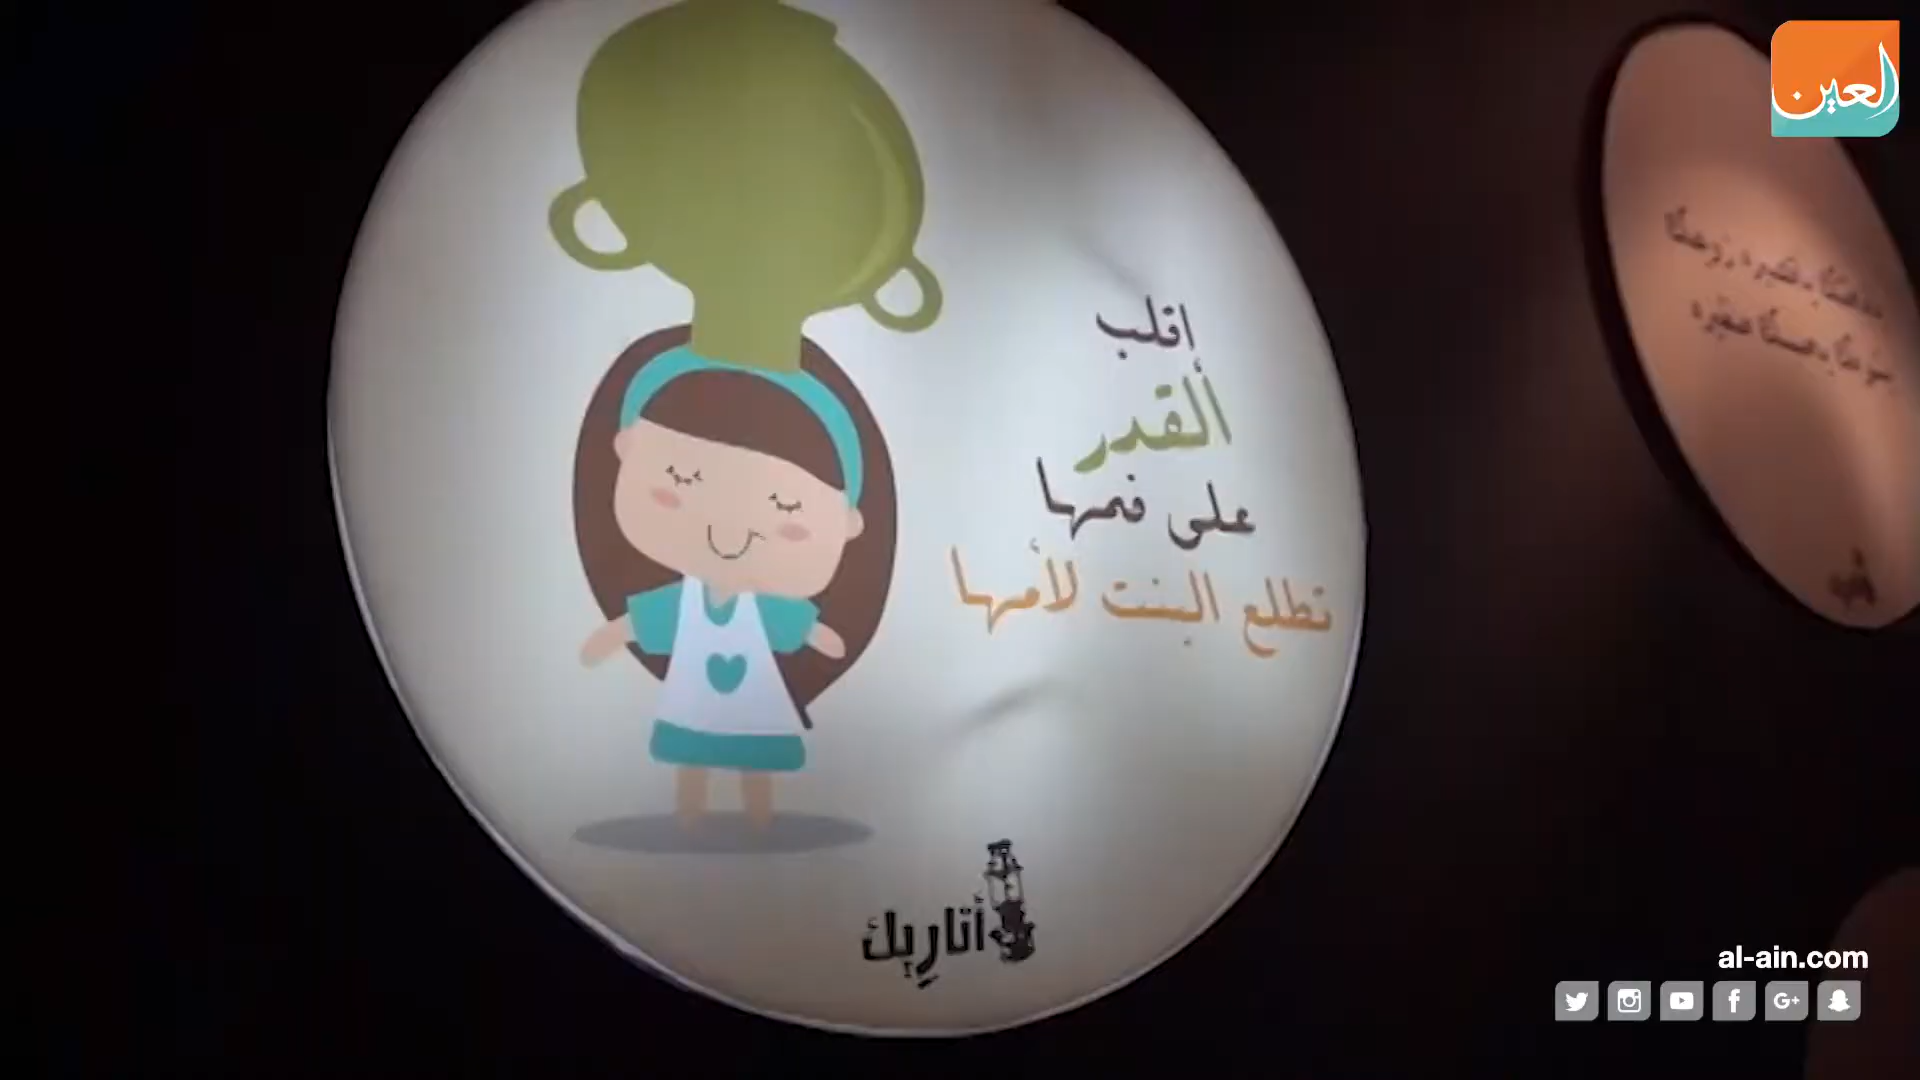 العين
اقلب
القدر
على فمها
تطلع البنت لأمها
أتاريك
al-ain.com